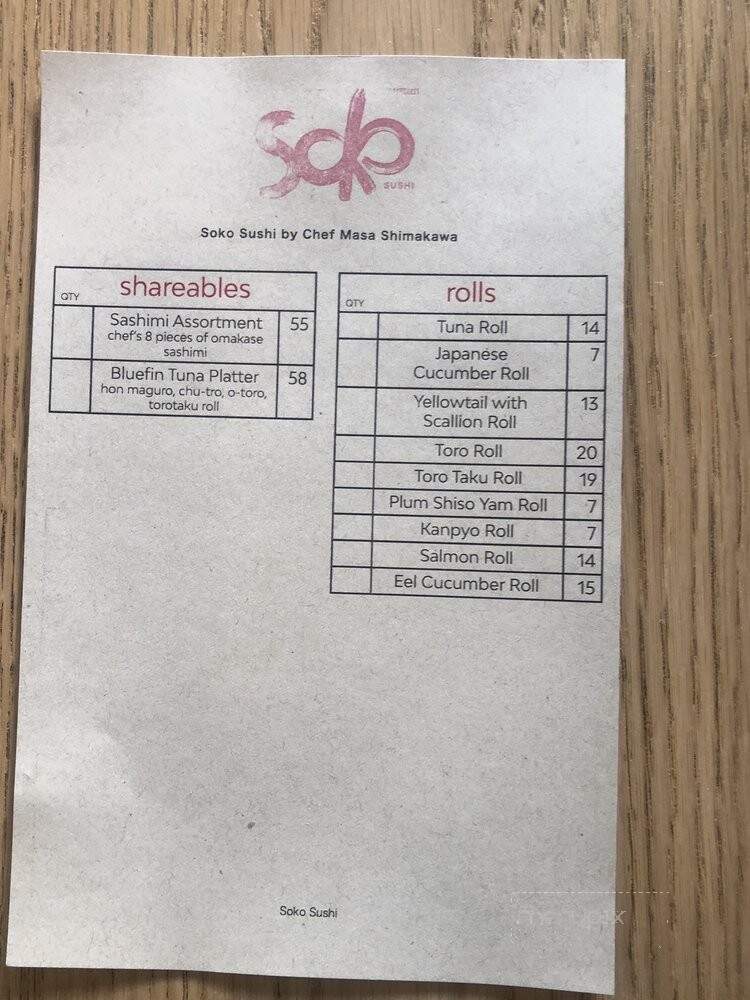 Soko
SUSHI
Soko Sushi by Chef Masa Shimakawa
QTY shareables
Sashimi Assortment 55
chef's 8 pieces of omakase
sashimi
Bluefin Tuna Platter 58
hon maguro, chu-tro, o-toro,
torotaku roll
QTY rolls
Tuna Roll 14
Japanese 7
Cucumber Roll
Yellowtail with 13
Scallion Roll
Toro Roll 20
Toro Taku Roll 19
Plum Shiso Yam Roll 7
Kanpyo Roll 7
Salmon Roll 14
Eel Cucumber Roll 15
Soko Sushi